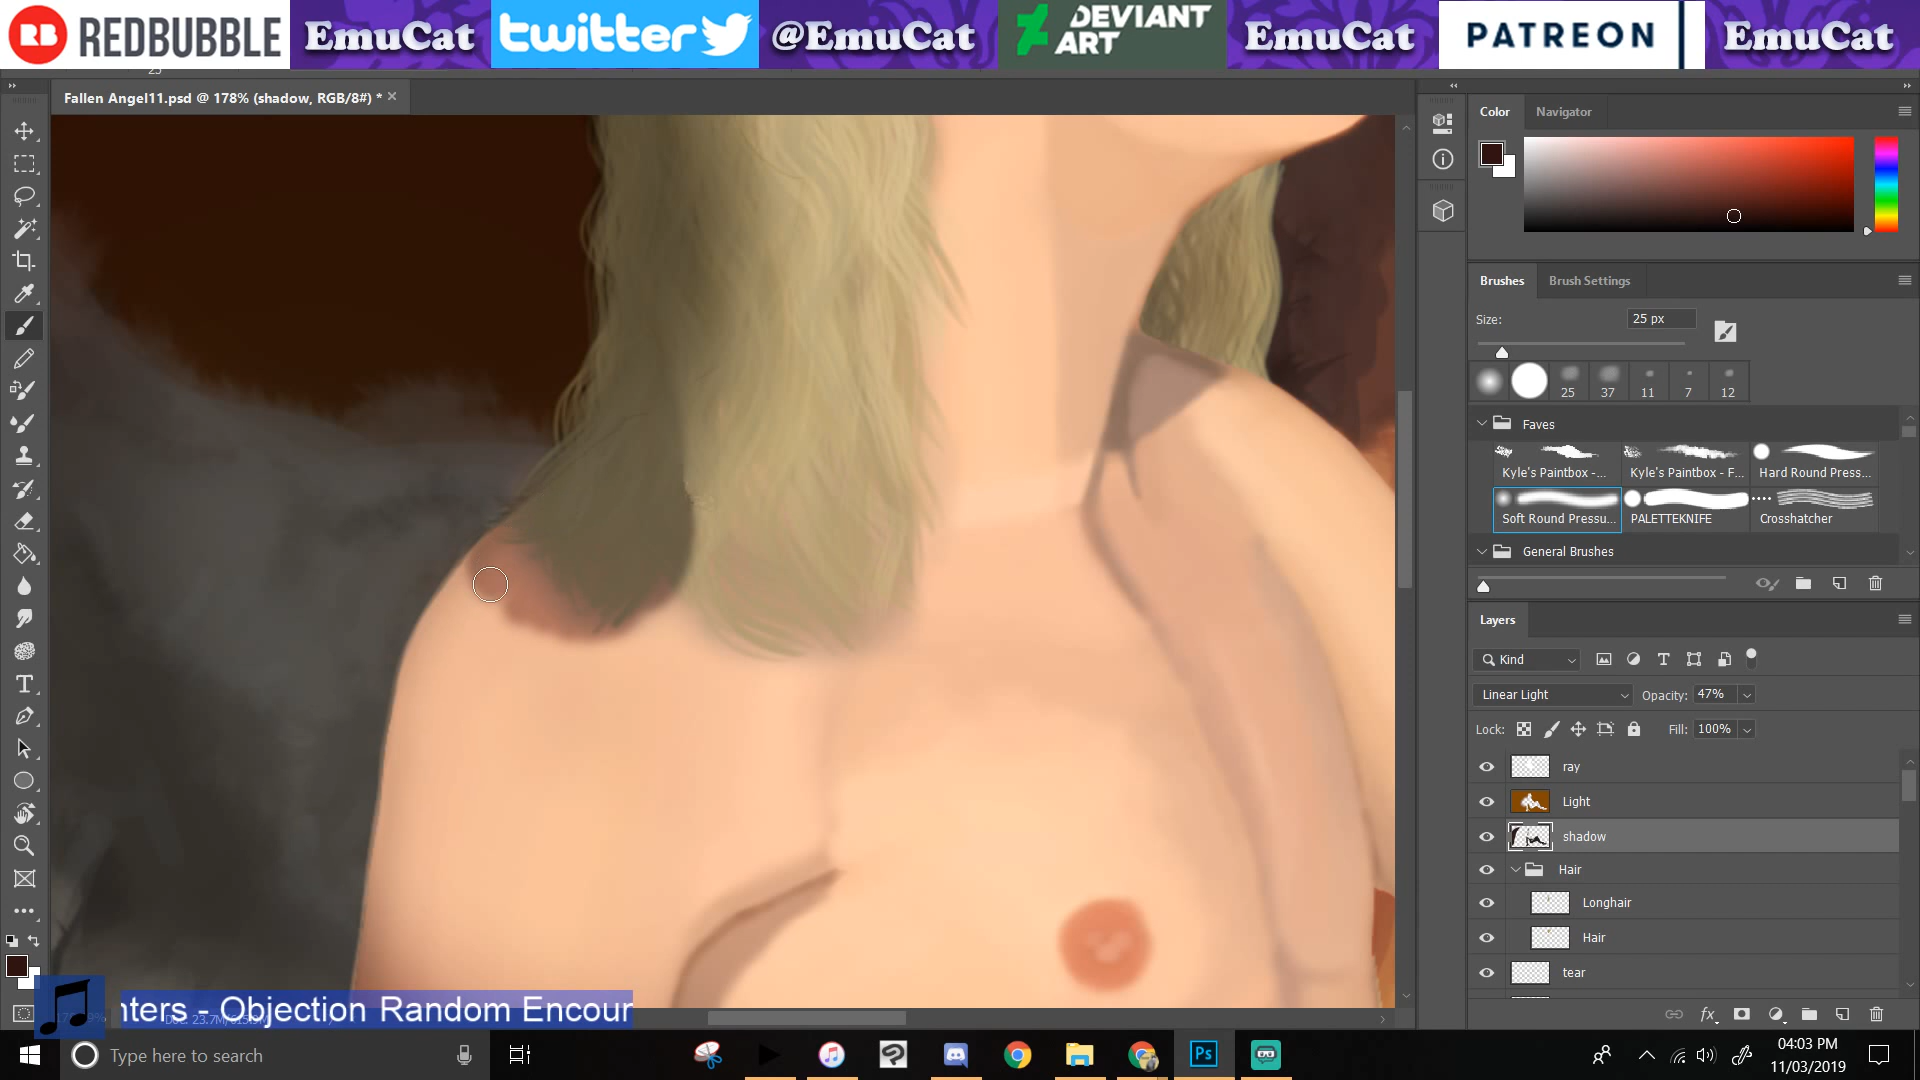 REDBUBBLE EmuCat twitter @EmuCat DEVIANT ART EmuCat PATREON EmuCat
Fallen Angel11.psd @ 178% (shadow, RGB/8#) *
Color Navigator
Brushes Brush Settings
Size: 25 px
25 37 11 7 12
Faves
Kyle's Paintbox -... Kyle's Paintbox - F... Hard Round Press...
Soft Round Pressu... PALETTEKNIFE Crosshatcher
General Brushes
Layers
Kind
Linear Light Opacity: 47%
Lock: Fill: 100%
ray
Light
shadow
Hair
Longhair
Hair
tear
nters - Objection Random Encour
Type here to search
Ps
04:03 PM
11/03/2019